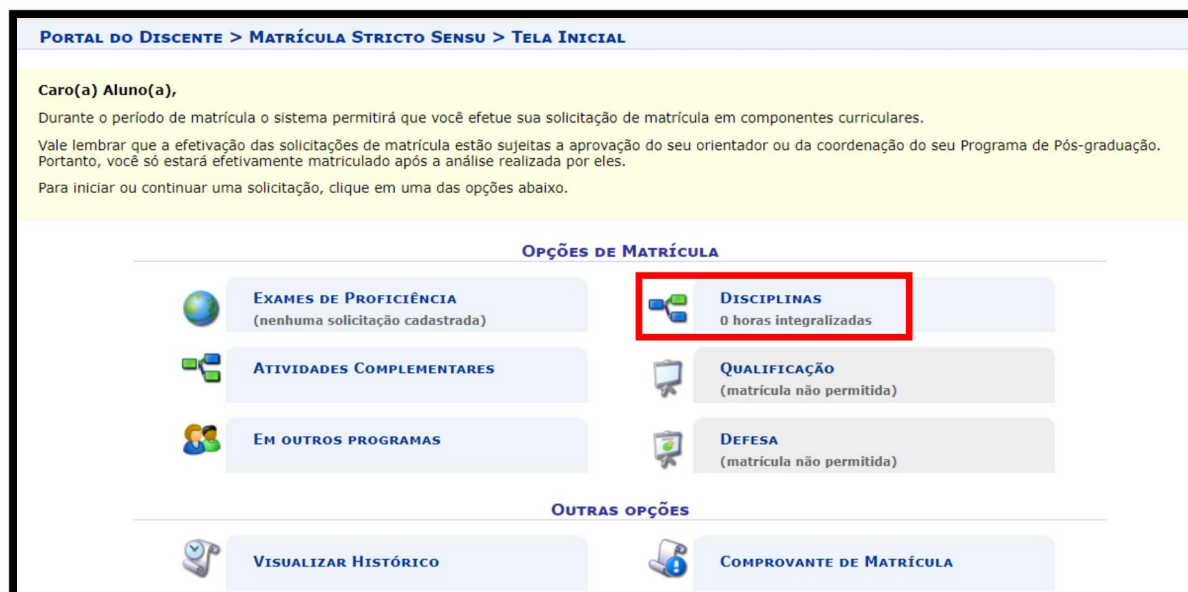 Portal do Discente > Matrícula Stricto Sensu > Tela Inicial
Caro(a) Aluno(a),
Durante o período de matrícula o sistema permitirá que você efetue sua solicitação de matrícula em componentes curriculares.
Vale lembrar que a efetivação das solicitações de matrícula estão sujeitas a aprovação do seu orientador ou da coordenação do seu Programa de Pós-graduação.
Portanto, você só estará efetivamente matriculado após a análise realizada por eles.
Para iniciar ou continuar uma solicitação, clique em uma das opções abaixo.
Opções de Matrícula
Exames de Proficiência
(nenhuma solicitação cadastrada)
Disciplinas
0 horas integralizadas
Atividades Complementares
Qualificação
(matrícula não permitida)
Em outros programas
Defesa
(matrícula não permitida)
Outras opções
Visualizar Histórico
Comprovante de Matrícula